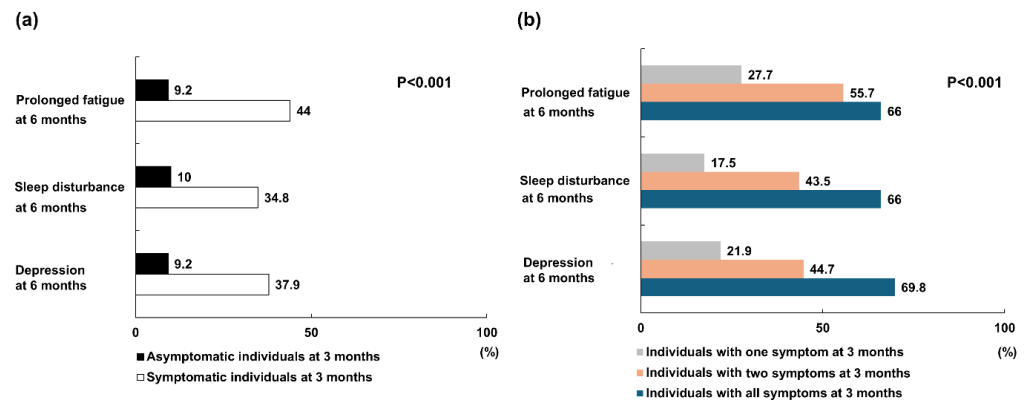 (a)
P<0.001
Prolonged fatigue
at 6 months
9.2
44
Sleep disturbance
at 6 months
10
34.8
Depression
at 6 months
9.2
37.9
0
50
100
(%)
Asymptomatic individuals at 3 months
Symptomatic individuals at 3 months
(b)
P<0.001
Prolonged fatigue
at 6 months
27.7
55.7
66
Sleep disturbance
at 6 months
17.5
43.5
66
Depression
at 6 months
21.9
44.7
69.8
0
50
100
(%)
Individuals with one symptom at 3 months
Individuals with two symptoms at 3 months
Individuals with all symptoms at 3 months